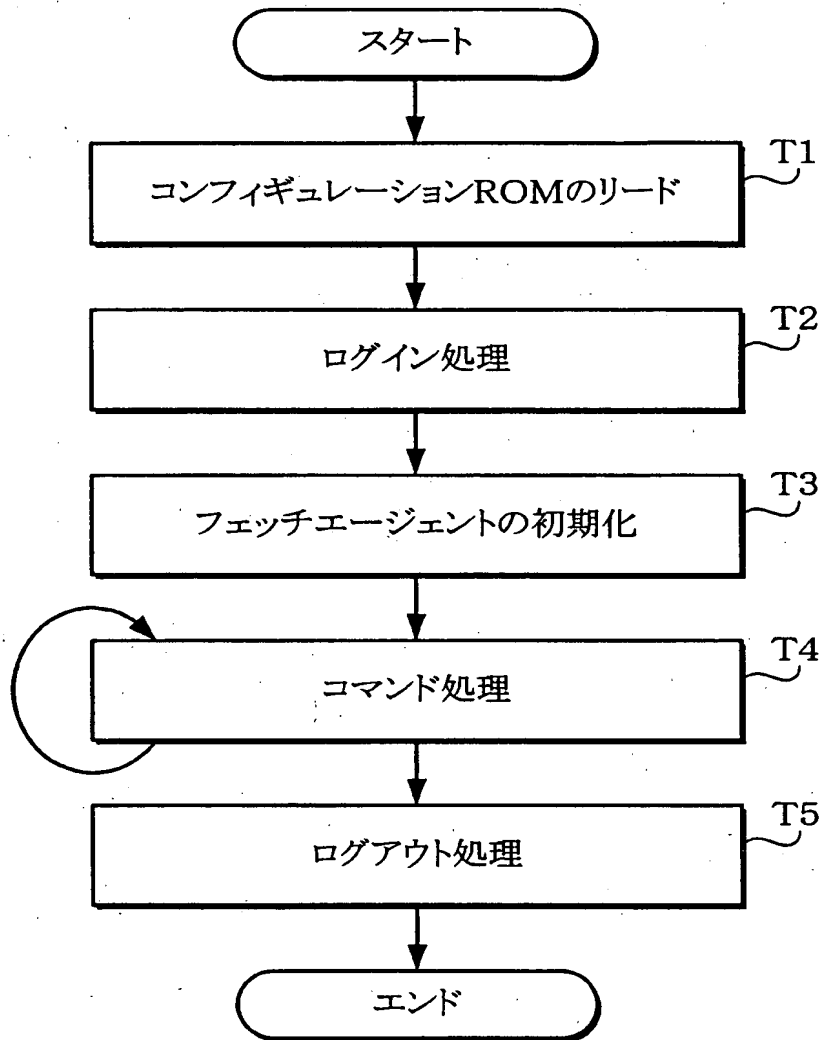 スタート
T1
コンフィギュレーションROMのリード
T2
ログイン処理
T3
フェッチエージェントの初期化
T4
コマンド処理
T5
ログアウト処理
エンド